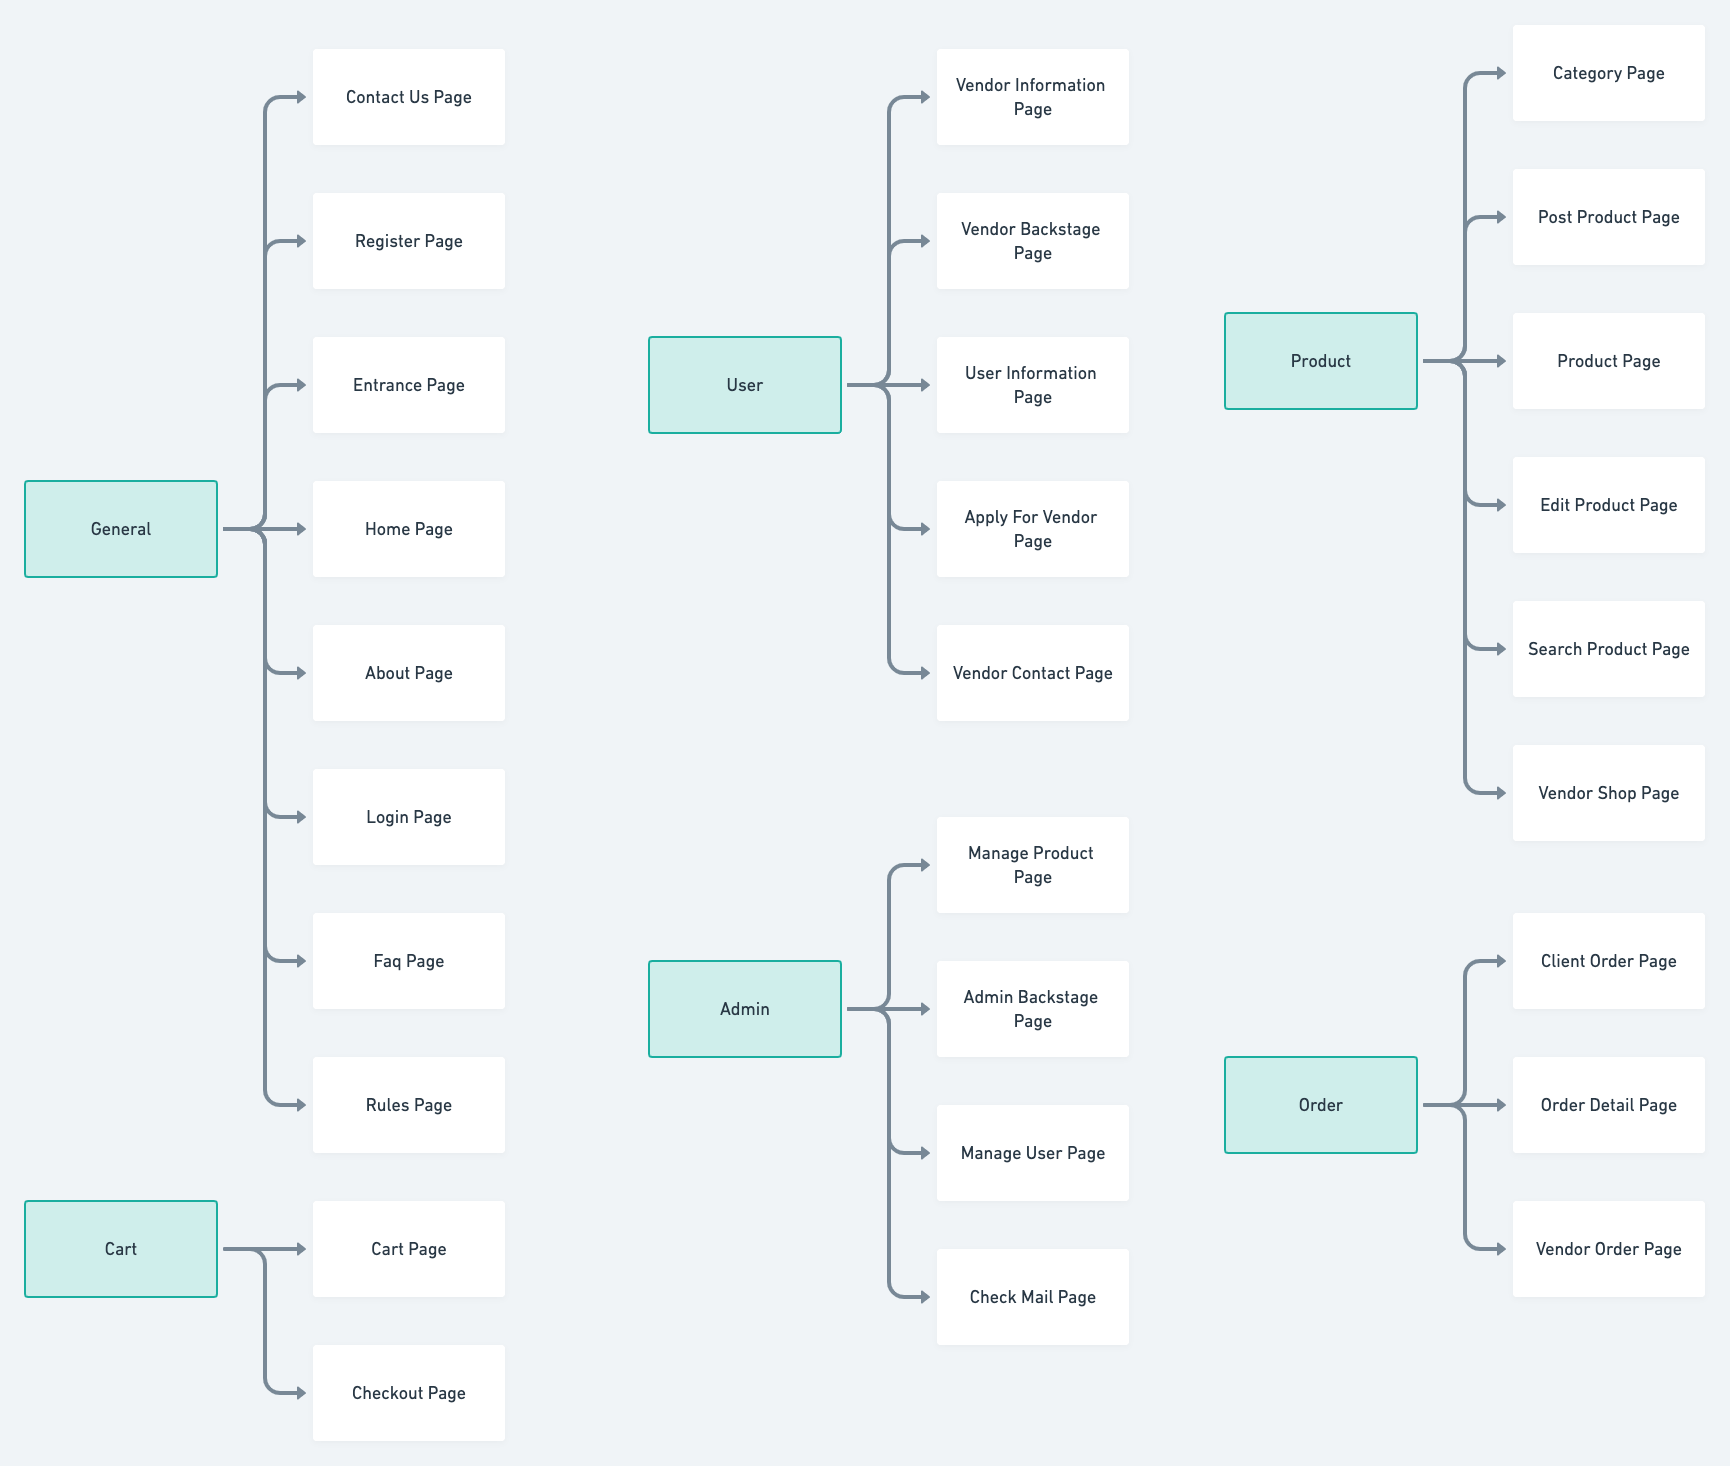 General
Contact Us Page
Register Page
Entrance Page
Home Page
About Page
Login Page
Faq Page
Rules Page
Cart
Cart Page
Checkout Page
User
Vendor Information
Page
Vendor Backstage
Page
User Information
Page
Apply For Vendor
Page
Vendor Contact Page
Admin
Manage Product
Page
Admin Backstage
Page
Manage User Page
Check Mail Page
Product
Category Page
Post Product Page
Product Page
Edit Product Page
Search Product Page
Vendor Shop Page
Order
Client Order Page
Order Detail Page
Vendor Order Page